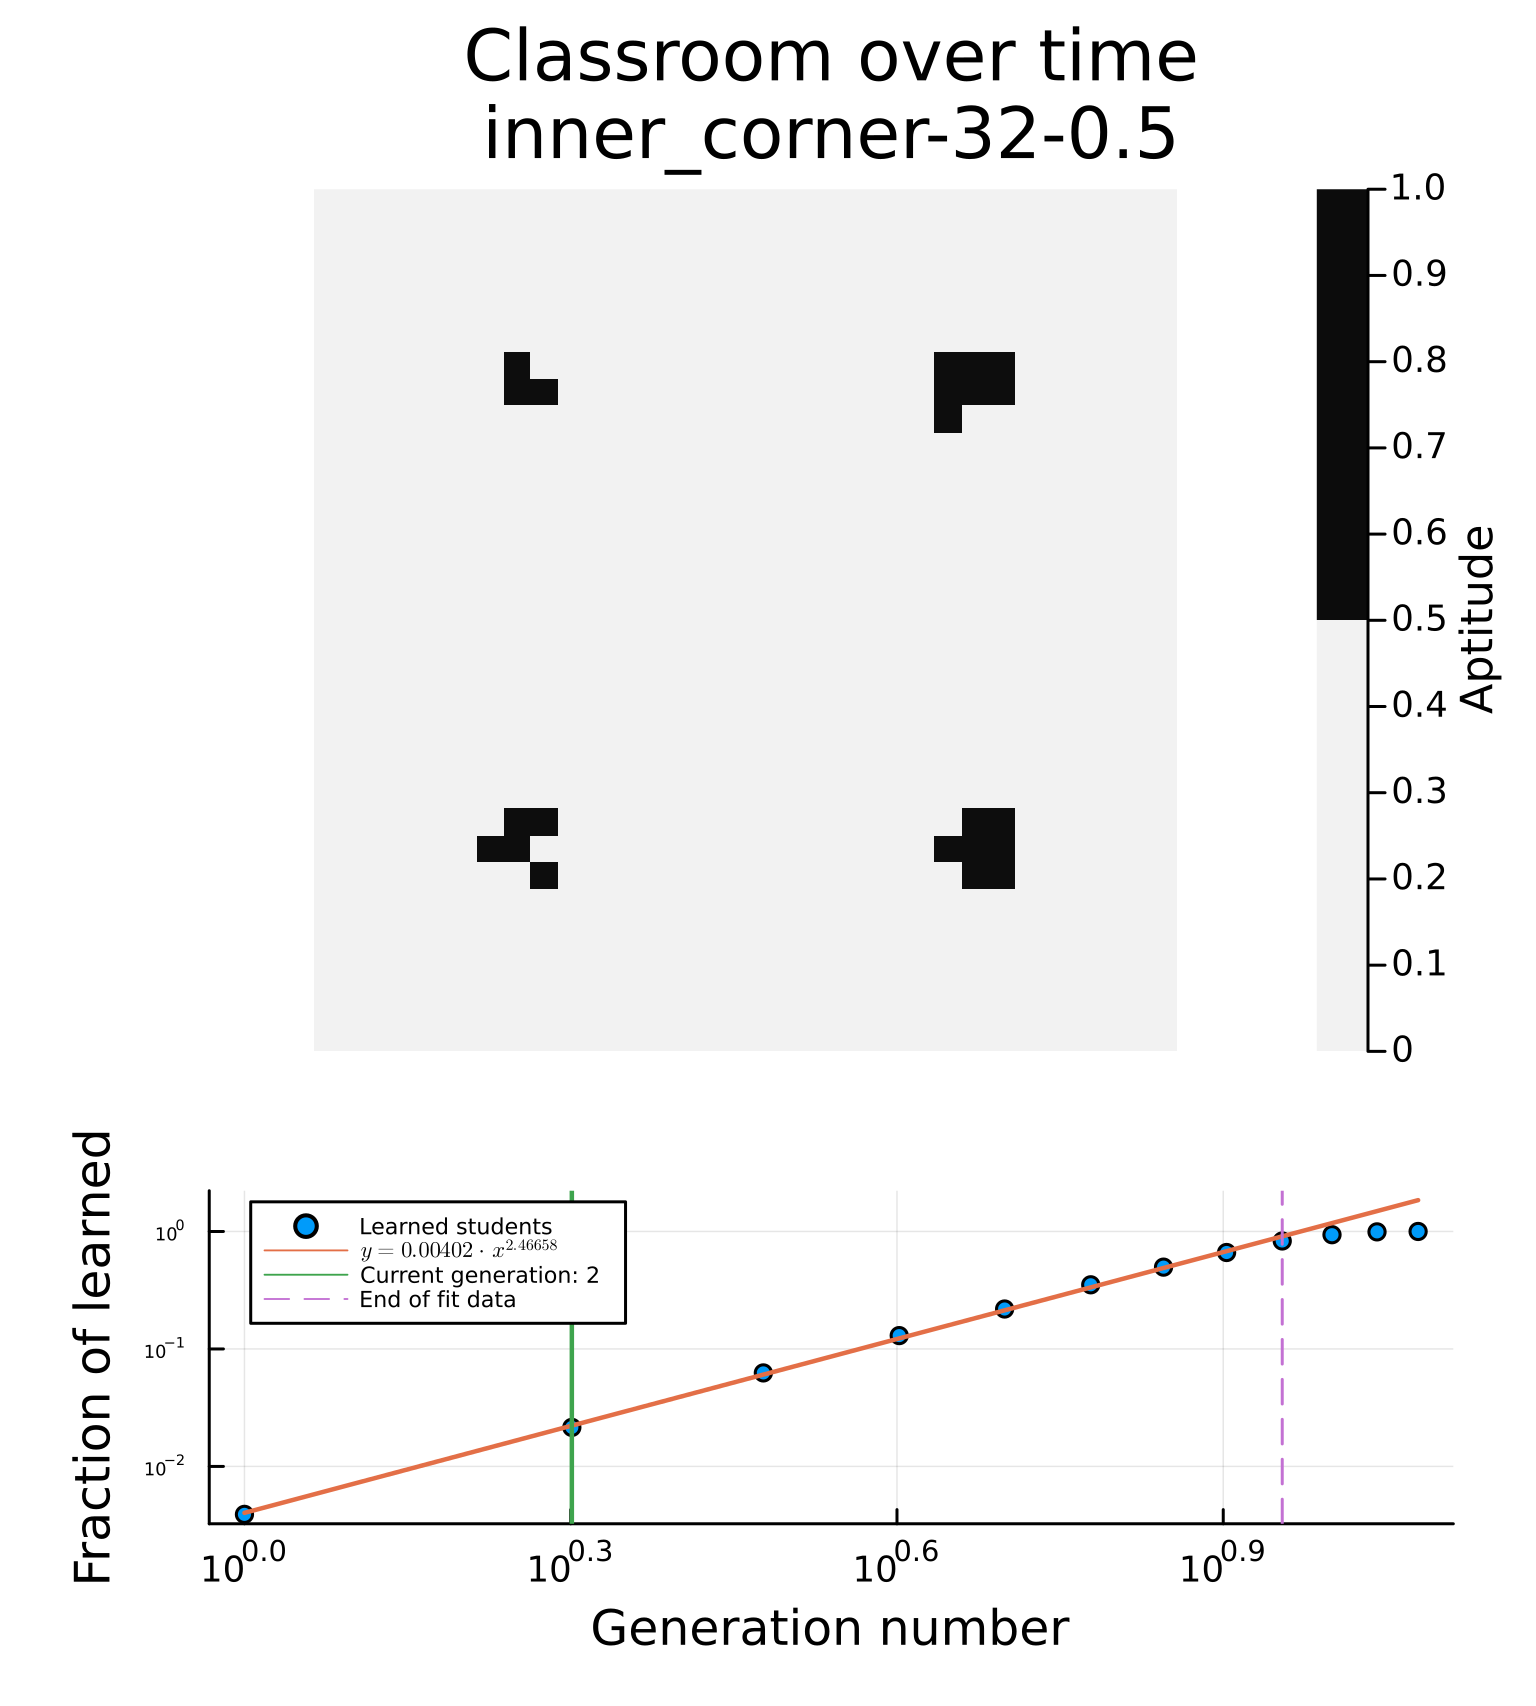 Classroom over time
inner_corner-32-0.5
1.0
0.9
0.8
0.7
0.6
0.5
0.4
0.3
0.2
0.1
0
Aptitude
Fraction of learned
10⁰
10⁻¹
10⁻²
Learned students
y = 0.00402 · x^2.46658
Current generation: 2
End of fit data
10^0.0 10^0.3 10^0.6 10^0.9
Generation number